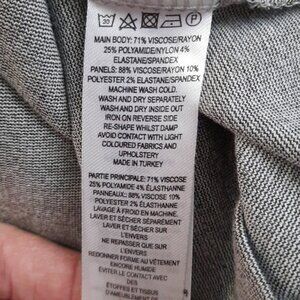 MAIN BODY: 71% VISCOSE/RAYON
25% POLYAMIDE/NYLON 4%
ELASTANE/SPANDEX
PANELS: 88% VISCOSE/RAYON 10%
POLYESTER 2% ELASTANE/SPANDEX
MACHINE WASH COLD.
WASH AND DRY SEPARATELY
WASH AND DRY INSIDE OUT
IRON ON REVERSE SIDE
RE-SHAPE WHILST DAMP
AVOID CONTACT WITH LIGHT
COLOURED FABRICS AND
UPHOLSTERY
MADE IN TURKEY
PARTIE PRINCIPALE: 71% VISCOSE
25% POLYAMIDE 4% ÉLASTHANNE
PANNEAUX: 88% VISCOSE 10%
POLYESTER 2% ÉLASTHANNE
LAVAGE À FROID EN MACHINE.
LAVER ET SÉCHER SÉPARÉMENT
LAVER ET SÉCHER SUR
L'ENVERS
NE REPASSER QUE SUR
L'ENVERS
REDONNER FORME AU VÊTEMENT
ENCORE HUMIDE
ÉVITER LE CONTACT AVEC
DES
ÉTOFFES ET TISSUS